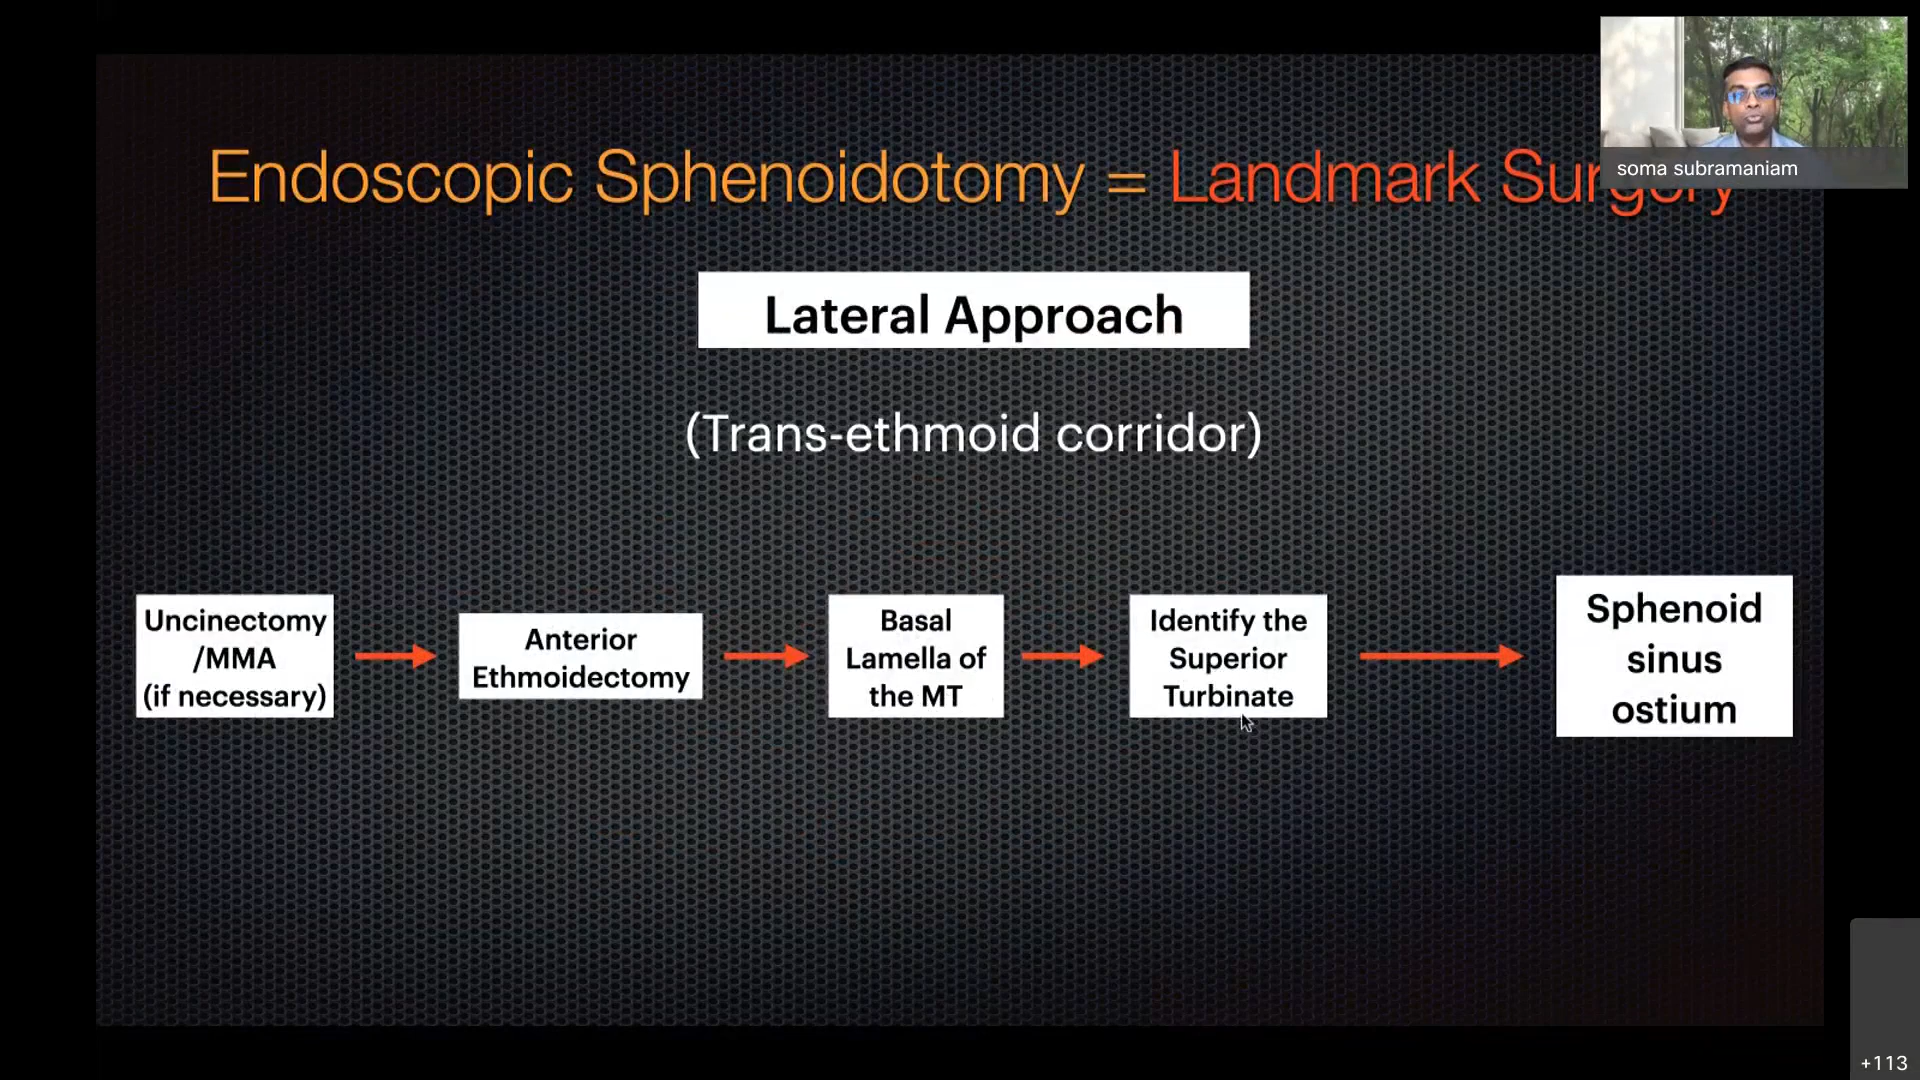 soma subramaniam
Endoscopic Sphenoidotomy = Landmark Surgery
Lateral Approach
(Trans-ethmoid corridor)
Uncinectomy
/MMA
(if necessary)
Anterior
Ethmoidectomy
Basal
Lamella of
the MT
Identify the
Superior
Turbinate
Sphenoid
sinus
ostium
+113